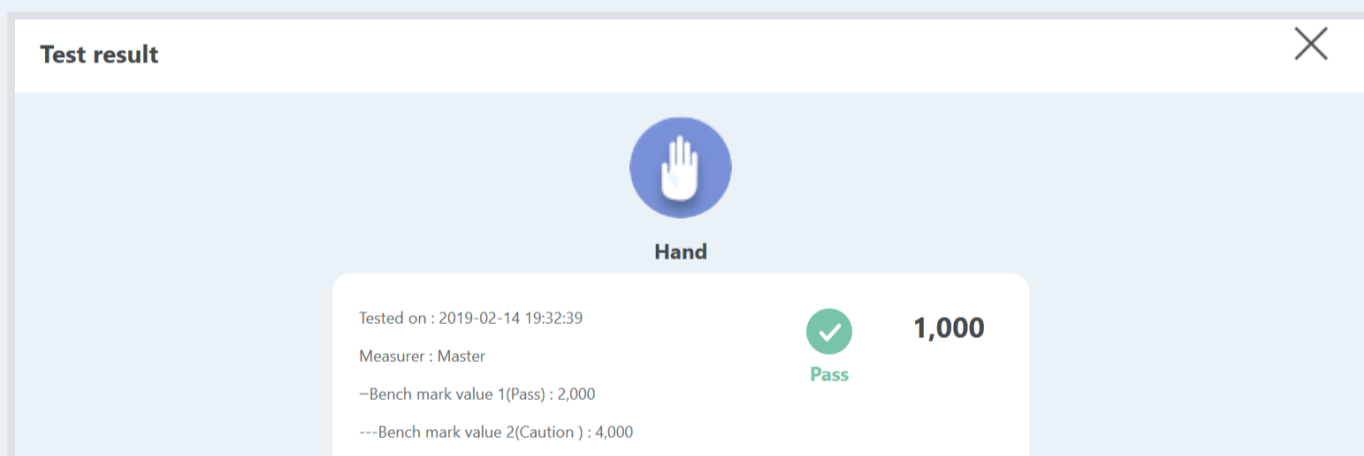 Test result
Hand
Tested on : 2019-02-14 19:32:39
1,000
Measurer : Master
Pass
–Bench mark value 1(Pass) : 2,000
---Bench mark value 2(Caution ) : 4,000